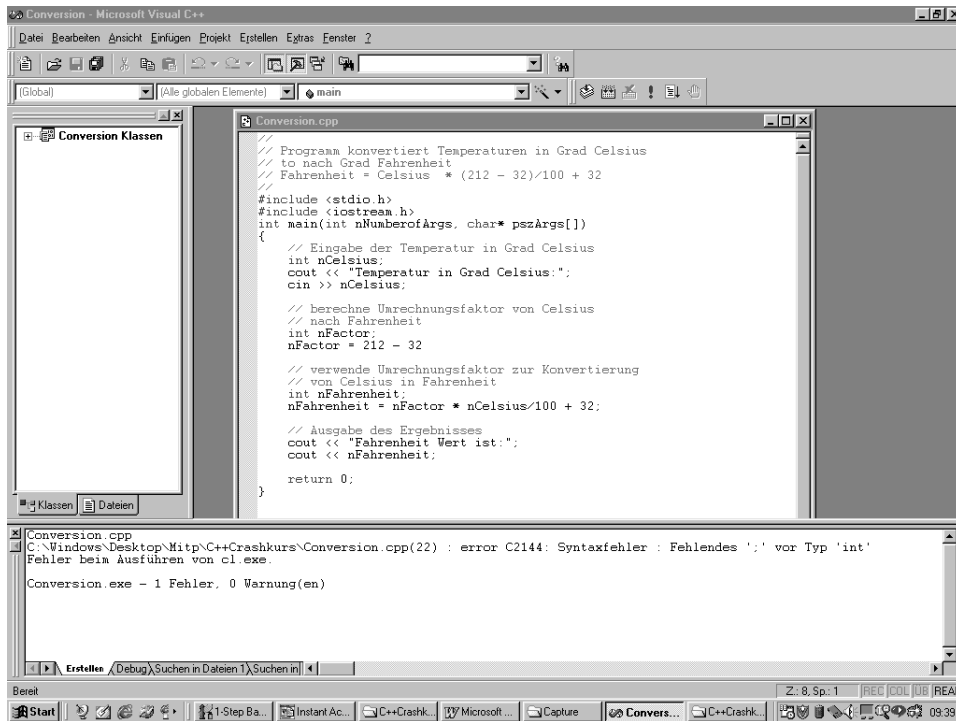 Conversion - Microsoft Visual C++
Datei Bearbeiten Ansicht Einfügen Projekt Erstellen Extras Fenster ?
(Global) (Alle globalen Elemente) main
Conversion Klassen
Klassen Dateien
Conversion.cpp
//
// Programm konvertiert Temperaturen in Grad Celsius
// to nach Grad Fahrenheit
// Fahrenheit = Celsius * (212 - 32)/100 + 32
//
#include <stdio.h>
#include <iostream.h>
int main(int nNumberofArgs, char* pszArgs[])
{
// Eingabe der Temperatur in Grad Celsius
int nCelsius;
cout << "Temperatur in Grad Celsius:";
cin >> nCelsius;
// berechne Umrechnungsfaktor von Celsius
// nach Fahrenheit
int nFactor;
nFactor = 212 - 32
// verwende Umrechnungsfaktor zur Konvertierung
// von Celsius in Fahrenheit
int nFahrenheit;
nFahrenheit = nFactor * nCelsius/100 + 32;
// Ausgabe des Ergebnisses
cout << "Fahrenheit Wert ist:";
cout << nFahrenheit;
return 0;
}
Conversion.cpp
C:\Windows\Desktop\Mitp\C++Crashkurs\Conversion.cpp(22) : error C2144: Syntaxfehler : Fehlendes ';' vor Typ 'int'
Fehler beim Ausführen von cl.exe.
Conversion.exe - 1 Fehler, 0 Warnung(en)
Erstellen Debug Suchen in Dateien 1 Suchen in
Bereit Z.: 8, Sp.: 1 REC COL ÜB REA
Start 1-Step Ba... Instant Ac... C++Crashk... Microsoft ... Capture Convers... C++Crashk... 09:39